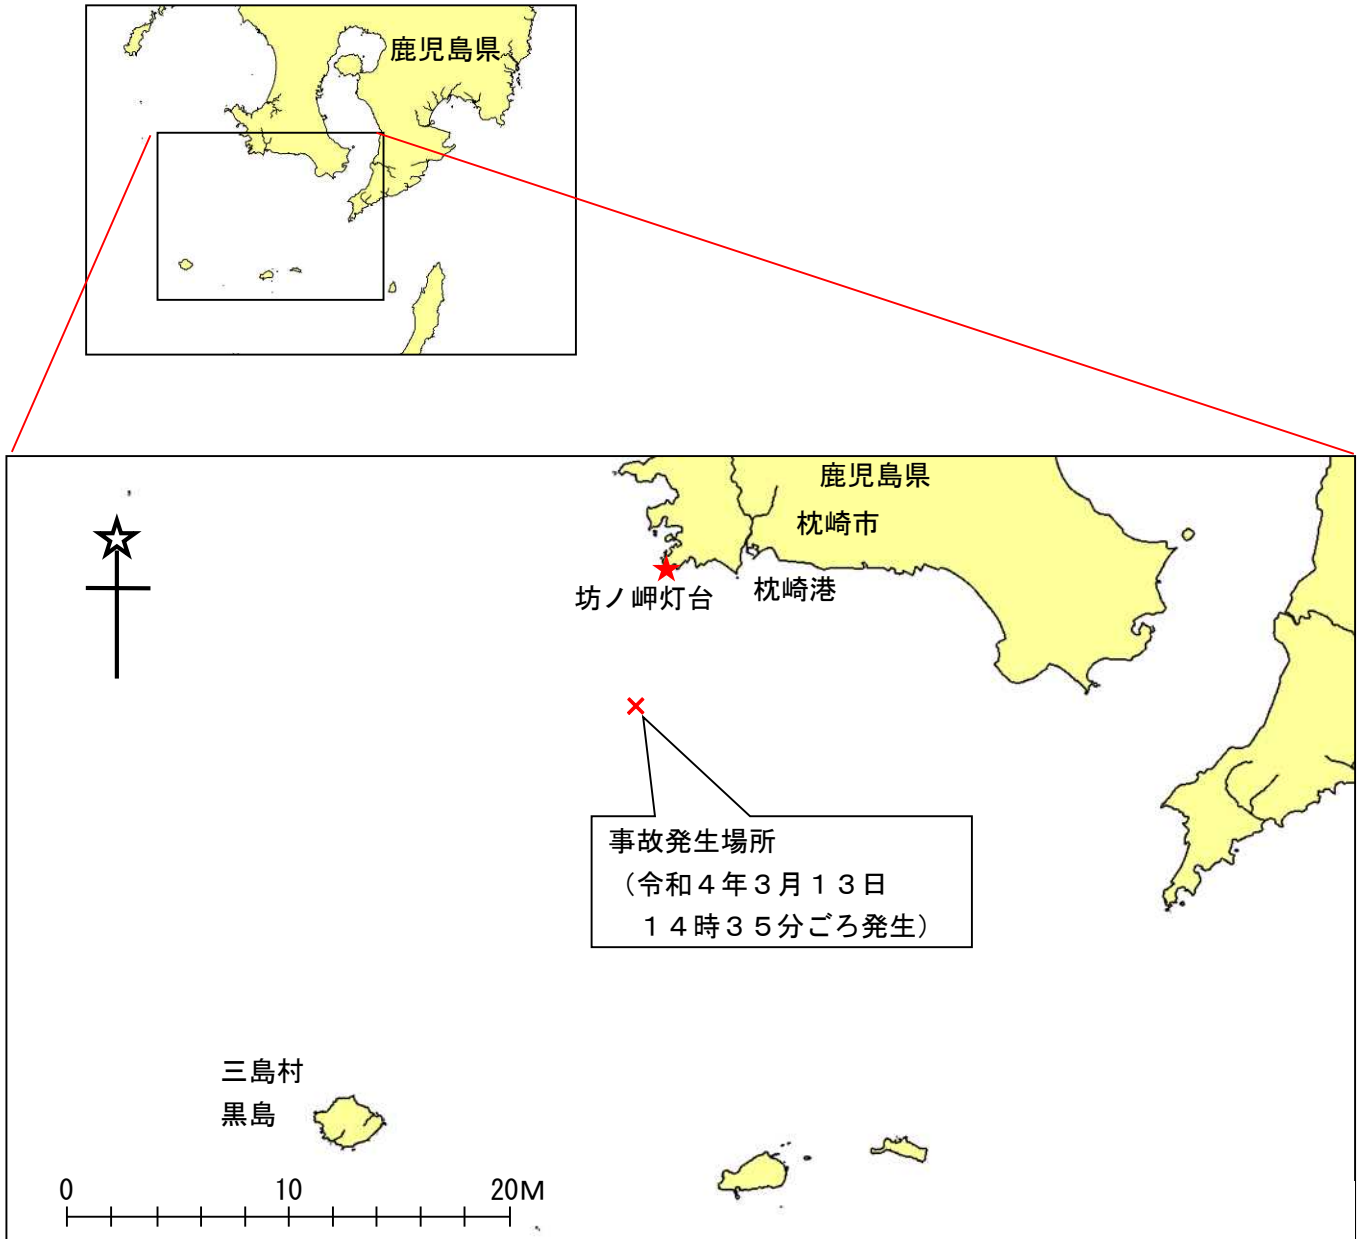 鹿児島県
鹿児島県
枕崎市
坊ノ岬灯台
枕崎港
事故発生場所
（令和４年３月１３日
１４時３５分ごろ発生）
三島村
黒島
0 10 20M